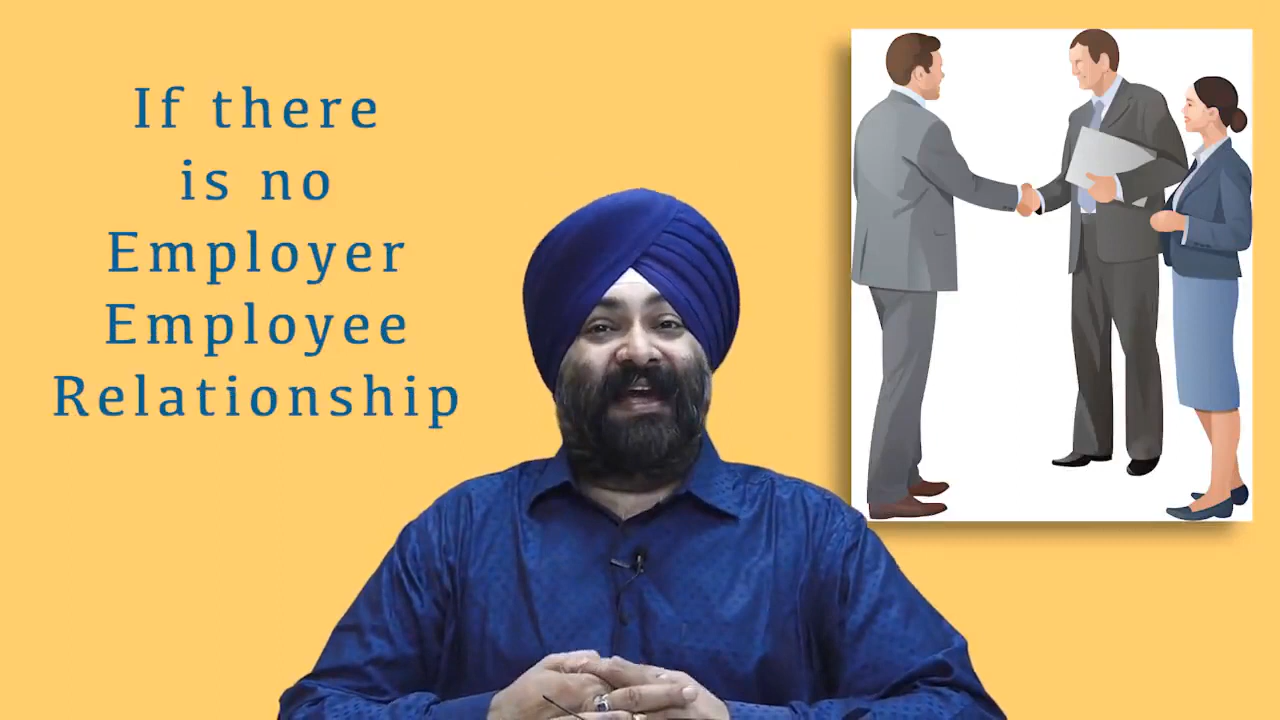 If there
is no
Employer
Employee
Relationship